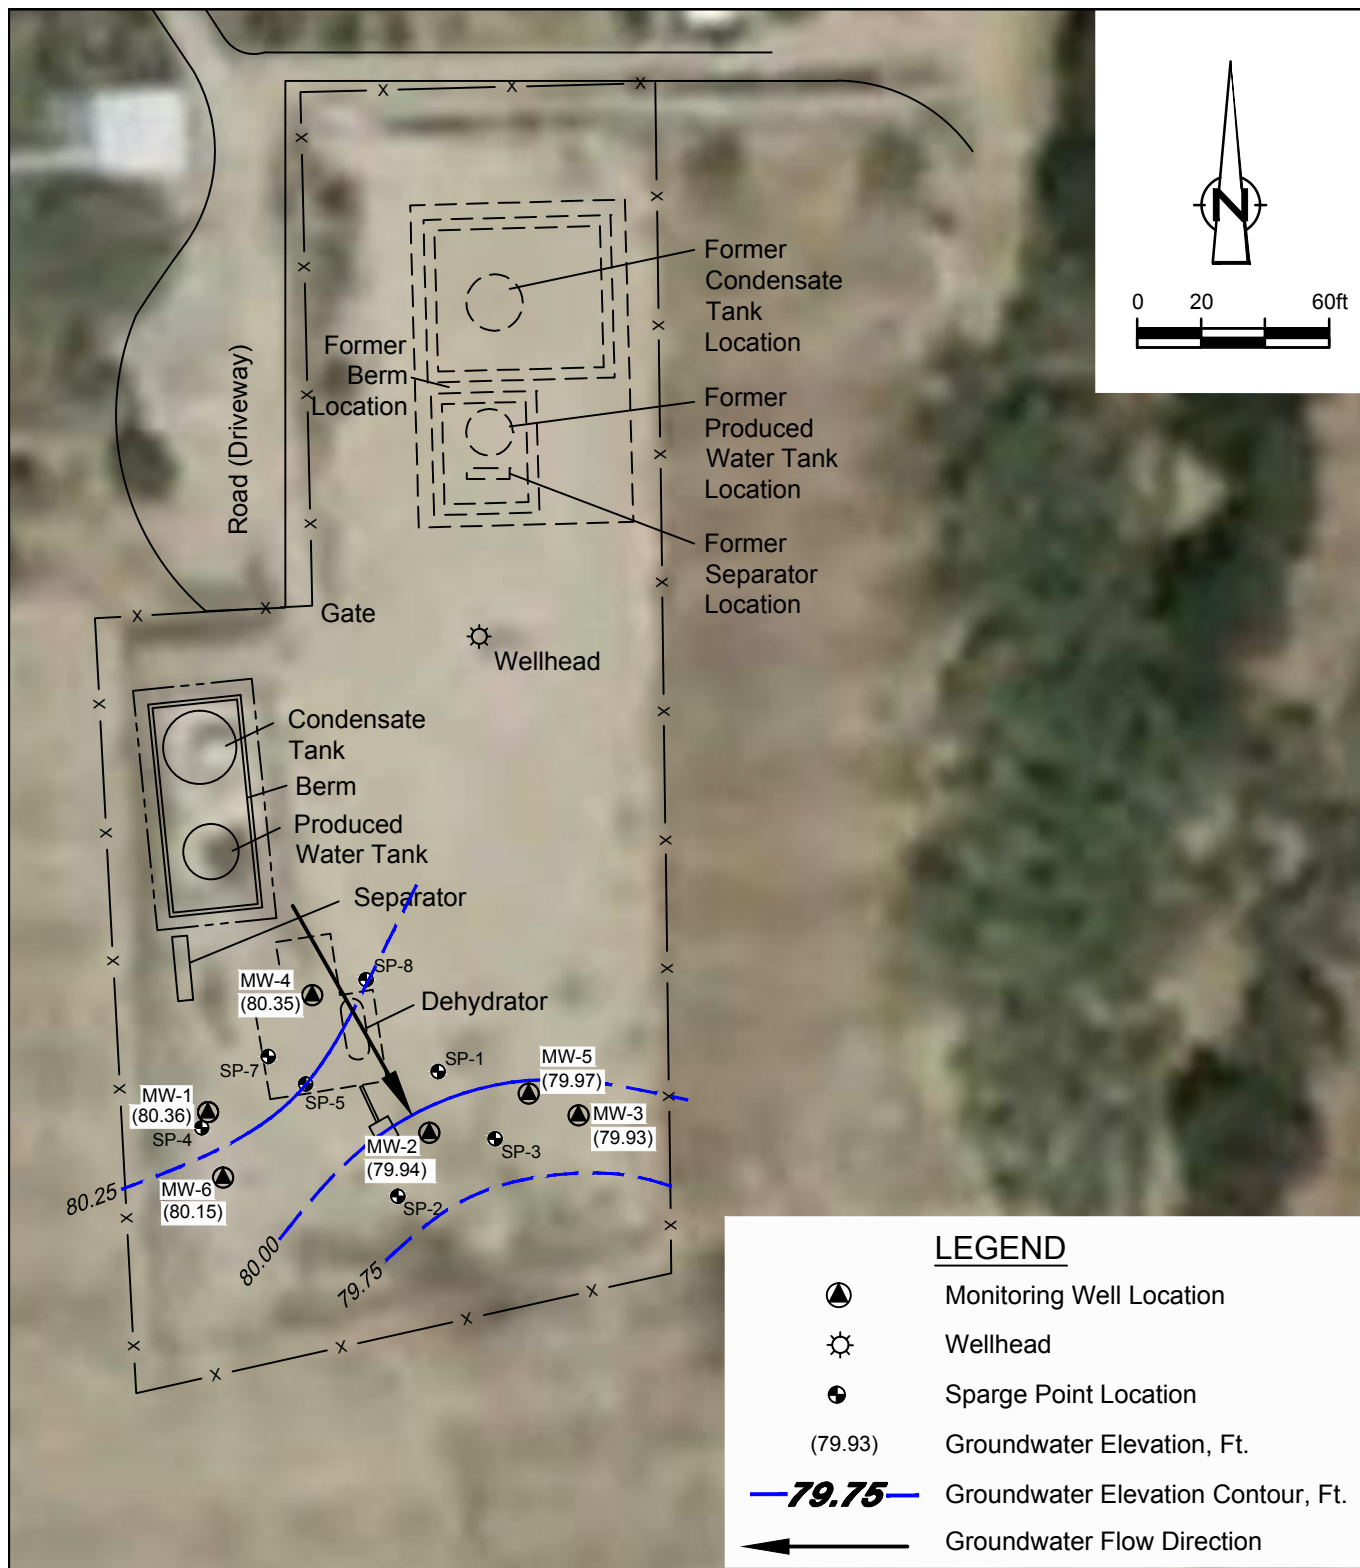 N
0 20 60ft
Former
Condensate
Tank
Location
Former
Berm
Location
Former
Produced
Water Tank
Location
Road (Driveway)
Former
Separator
Location
Gate
Wellhead
Condensate
Tank
Berm
Produced
Water Tank
Separator
SP-8
MW-4
(80.35)
Dehydrator
SP-7
SP-1
MW-5
(79.97)
SP-5
MW-1
(80.36)
SP-4
MW-3
(79.93)
MW-2
(79.94)
SP-3
MW-6
(80.15)
SP-2
80.25
80.00
79.75
LEGEND
Monitoring Well Location
Wellhead
Sparge Point Location
(79.93) Groundwater Elevation, Ft.
79.75 Groundwater Elevation Contour, Ft.
Groundwater Flow Direction